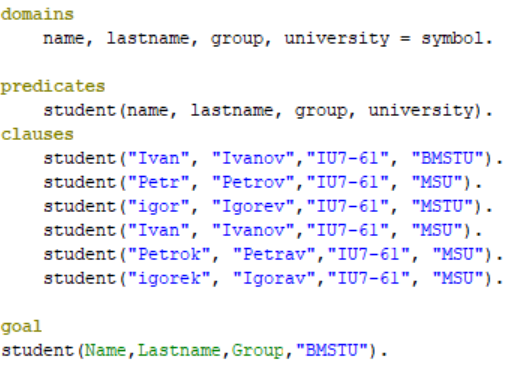 domains
name, lastname, group, university = symbol.
predicates
student(name, lastname, group, university).
clauses
student("Ivan", "Ivanov","IU7-61", "BMSTU").
student("Petr", "Petrov","IU7-61", "MSU").
student("igor", "Igorev","IU7-61", "MSTU").
student("Ivan", "Ivanov","IU7-61", "MSU").
student("Petrok", "Petrav","IU7-61", "MSU").
student("igorek", "Igorav","IU7-61", "MSU").
goal
student(Name,Lastname,Group,"BMSTU").